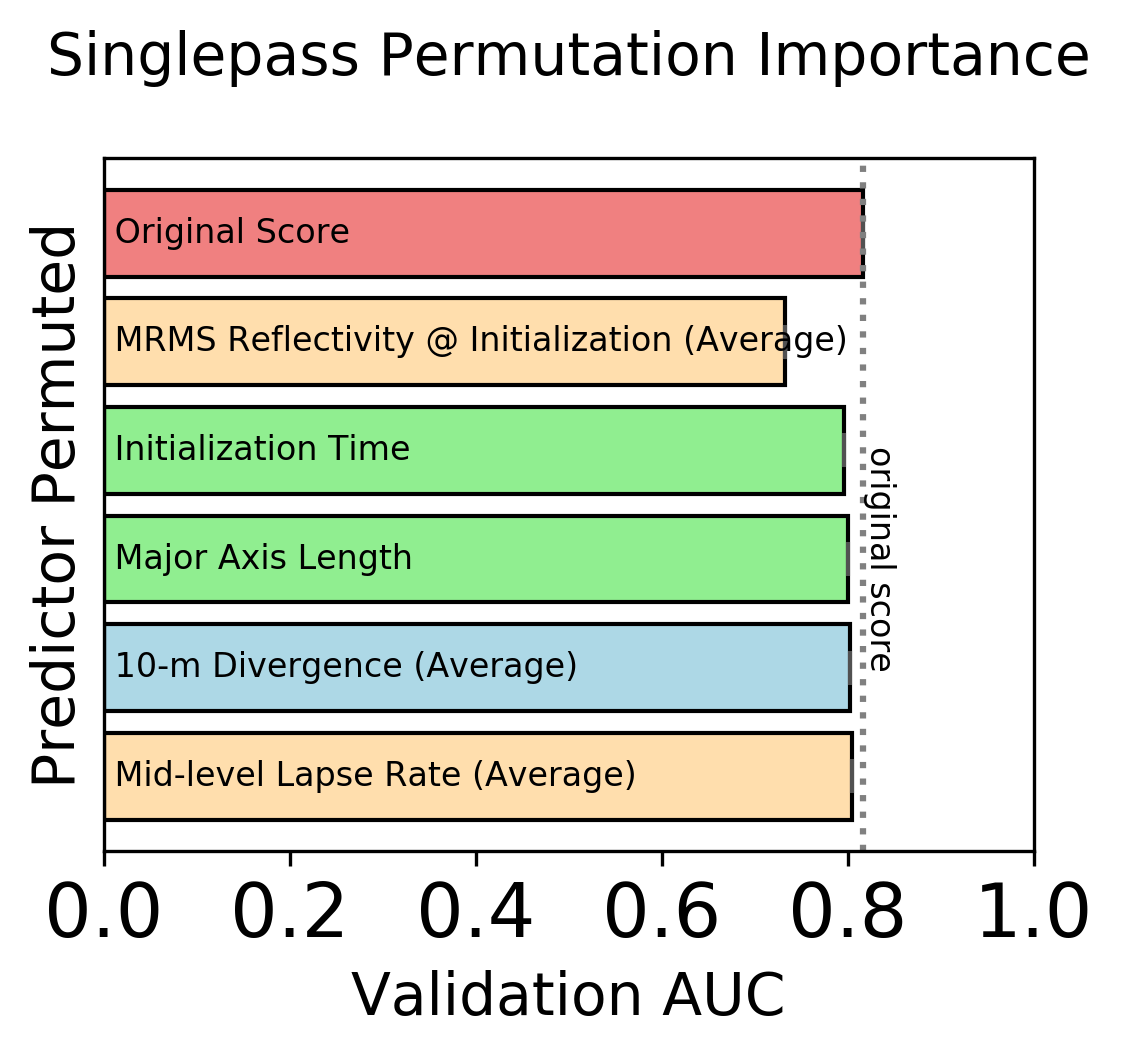 Singlepass Permutation Importance
Predictor Permuted
Original Score
MRMS Reflectivity @ Initialization (Average)
Initialization Time
Major Axis Length
10-m Divergence (Average)
Mid-level Lapse Rate (Average)
original score
0.0 0.2 0.4 0.6 0.8 1.0
Validation AUC